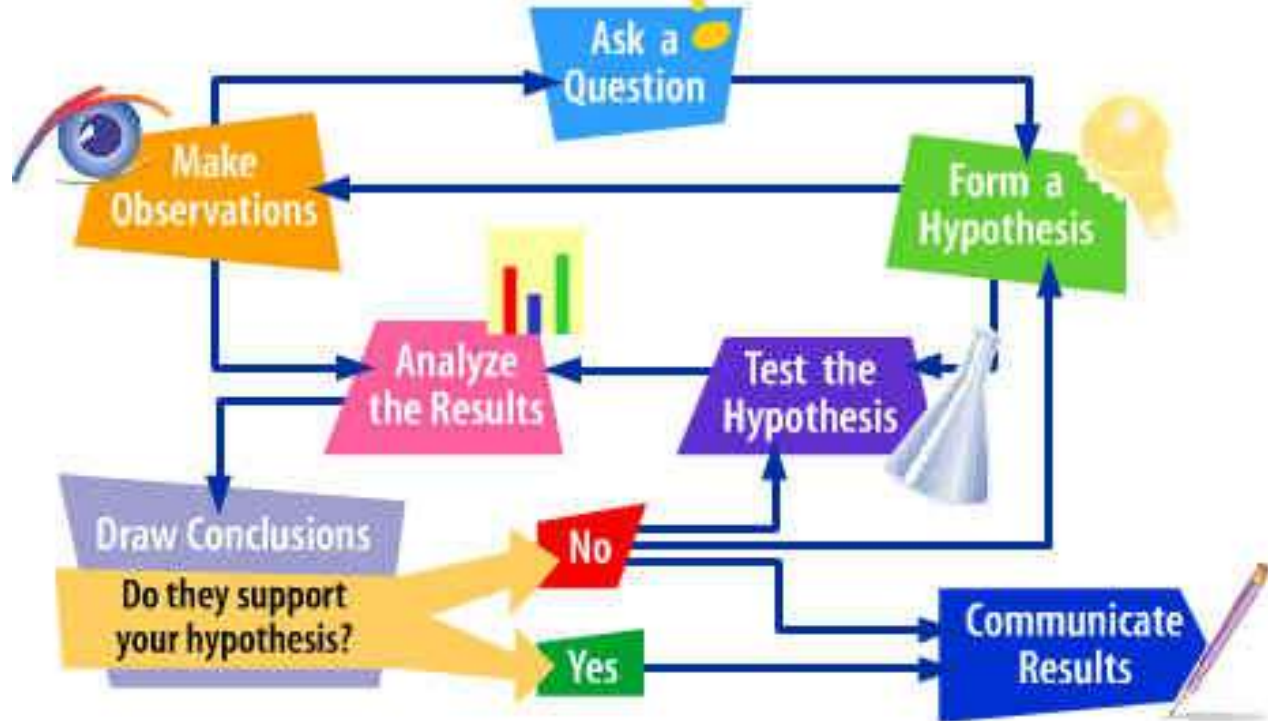 Ask a
Question
Make
Observations
Form a
Hypothesis
Analyze
the Results
Test the
Hypothesis
Draw Conclusions
Do they support
your hypothesis?
No
Yes
Communicate
Results